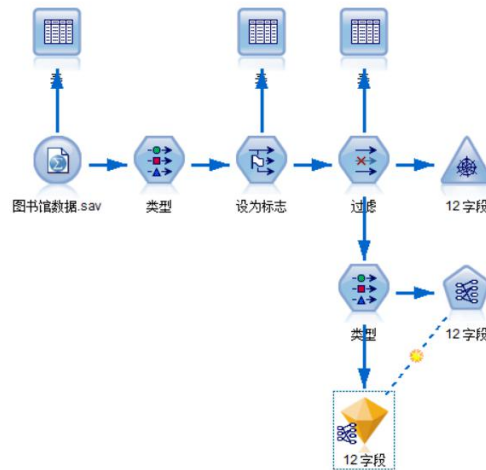 表
表
表
图书馆数据.sav
类型
设为标志
过滤
12 字段
类型
12 字段
12 字段